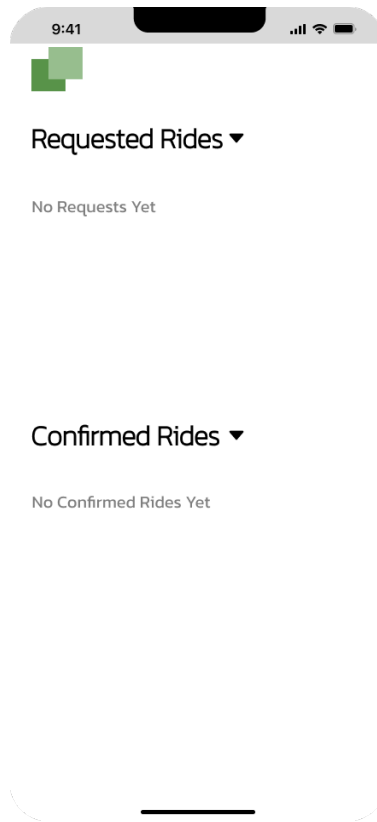 9:41
Requested Rides
No Requests Yet
Confirmed Rides
No Confirmed Rides Yet